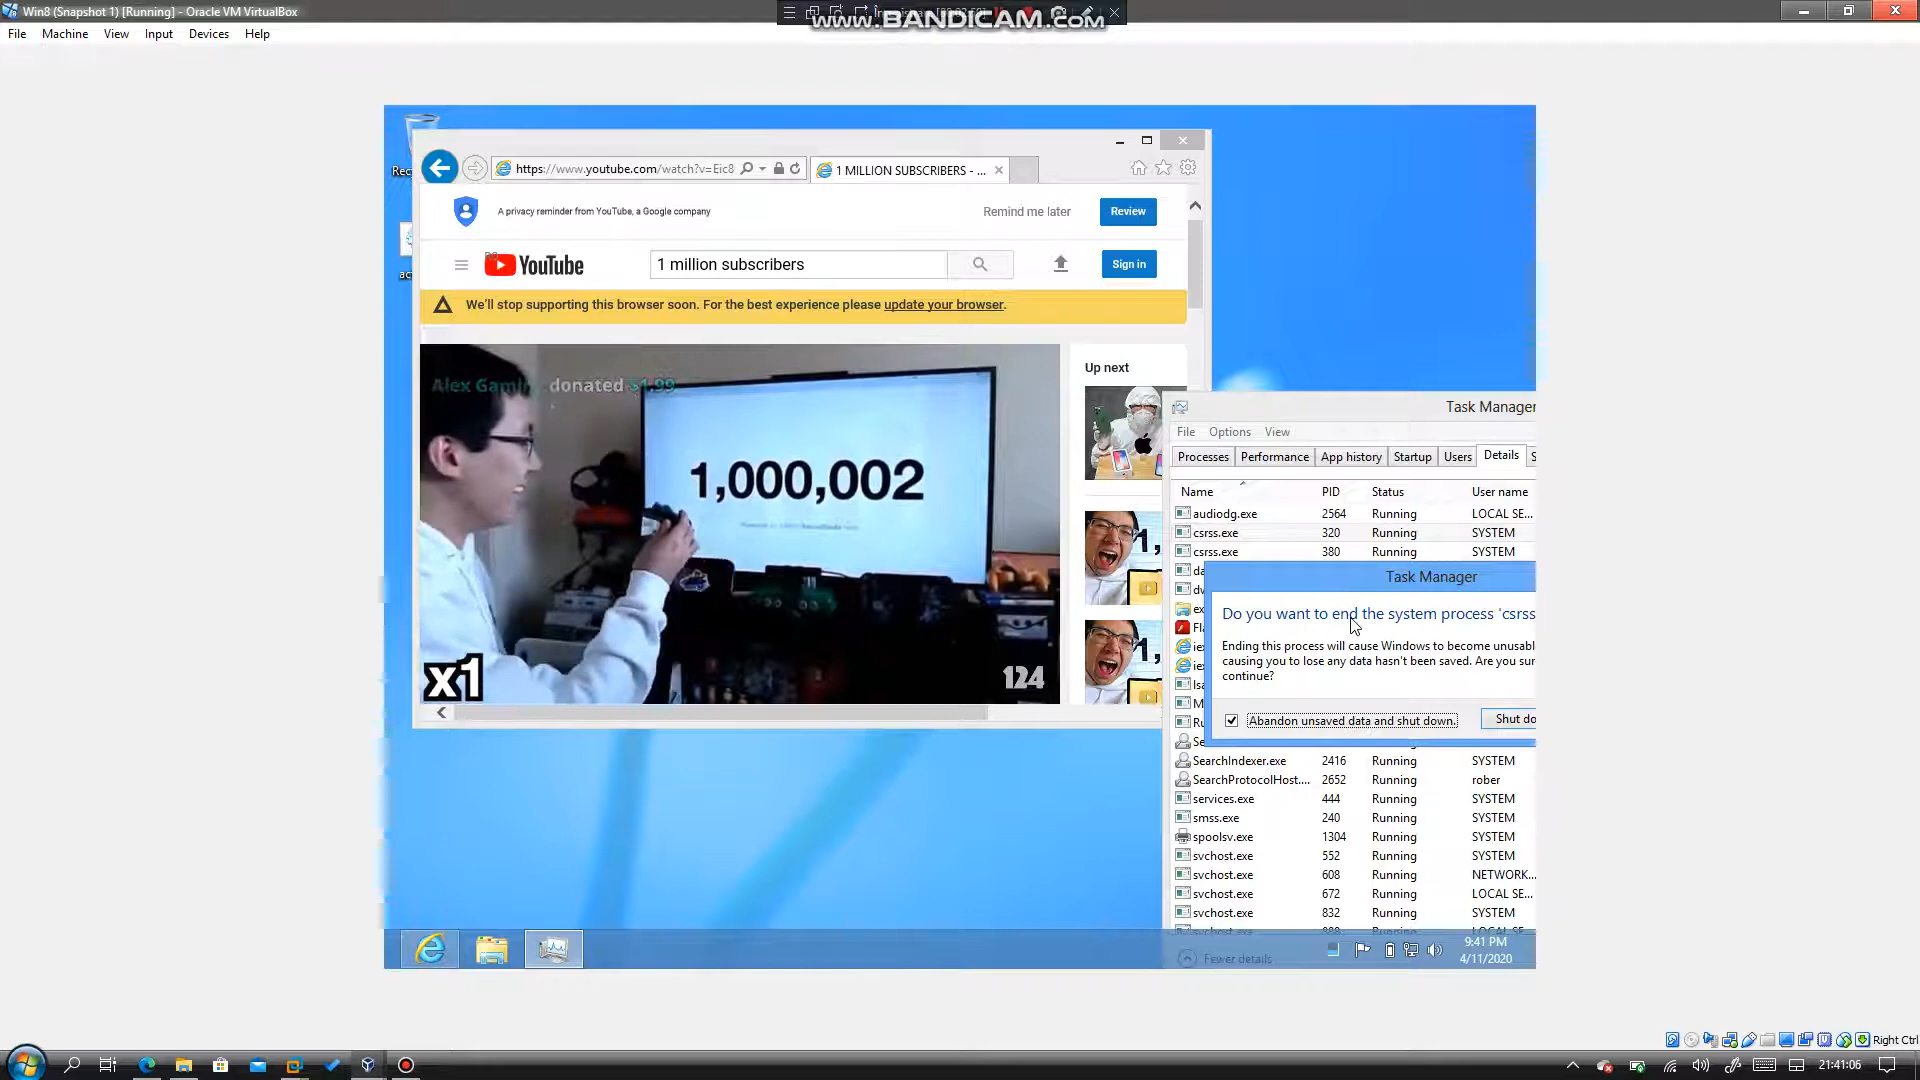 Win8 (Snapshot 1) [Running] - Oracle VM VirtualBox
www.BANDICAM.com
File Machine View Input Devices Help
https://www.youtube.com/watch?v=Eic8
1 MILLION SUBSCRIBERS - ...
A privacy reminder from YouTube, a Google company
Remind me later
Review
YouTube
1 million subscribers
Sign in
We'll stop supporting this browser soon. For the best experience please update your browser.
donated $1.99
1,000,002
x1
124
Up next
Task Manager
File Options View
Processes Performance App history Startup Users Details
Name PID Status User name
audiodg.exe 2564 Running LOCAL SE...
csrss.exe 320 Running SYSTEM
csrss.exe 380 Running SYSTEM
Task Manager
Do you want to end the system process 'csrss
Ending this process will cause Windows to become unusabl
causing you to lose any data hasn't been saved. Are you sur
continue?
Abandon unsaved data and shut down.
Shut do
SearchIndexer.exe 2416 Running SYSTEM
SearchProtocolHost.... 2652 Running rober
services.exe 444 Running SYSTEM
smss.exe 240 Running SYSTEM
spoolsv.exe 1304 Running SYSTEM
svchost.exe 552 Running SYSTEM
svchost.exe 608 Running NETWORK...
svchost.exe 672 Running LOCAL SE...
svchost.exe 832 Running SYSTEM
Fewer details
9:41 PM
4/11/2020
Right Ctrl
21:41:06